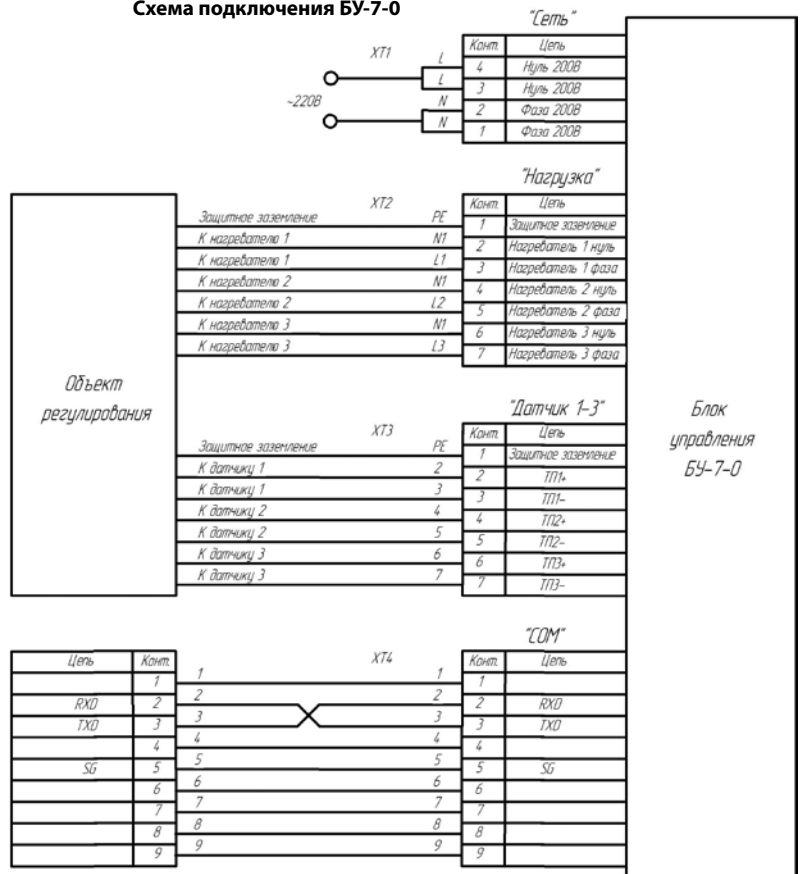 Схема подключения БУ-7-0
"Сеть"
XT1
Конт. Цепь
L 4 Нуль 200В
L 3 Нуль 200В
~220В
N 2 Фаза 200В
N 1 Фаза 200В
"Нагрузка"
XT2
Конт. Цепь
Защитное заземление PE 1 Защитное заземление
К нагревателю 1 N1 2 Нагреватель 1 нуль
К нагревателю 1 L1 3 Нагреватель 1 фаза
К нагревателю 2 N1 4 Нагреватель 2 нуль
К нагревателю 2 L2 5 Нагреватель 2 фаза
К нагревателю 3 N1 6 Нагреватель 3 нуль
К нагревателю 3 L3 7 Нагреватель 3 фаза
Объект
регулирования
"Датчик 1-3"
XT3
Конт. Цепь
Защитное заземление PE 1 Защитное заземление
К датчику 1 2 2 ТП1+
К датчику 1 3 3 ТП1-
К датчику 2 4 4 ТП2+
К датчику 2 5 5 ТП2-
К датчику 3 6 6 ТП3+
К датчику 3 7 7 ТП3-
Блок
управления
БУ-7-0
"COM"
XT4
Цепь Конт. Конт. Цепь
1 1 1 1
RXD 2 2 2 2 RXD
TXD 3 3 3 3 TXD
4 4 4 4
SG 5 5 5 5 SG
6 6 6 6
7 7 7 7
8 8 8 8
9 9 9 9